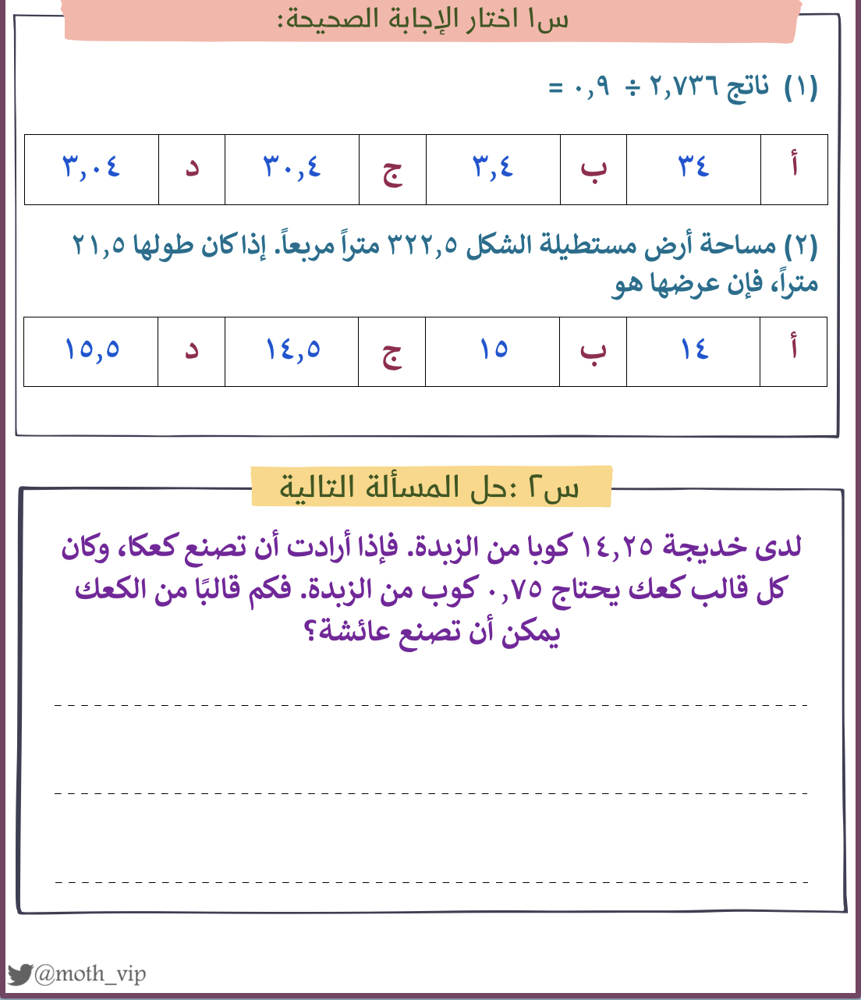 س١ اختار الإجابة الصحيحة:
(١) ناتج ٢,٧٣٦ ÷ ٠,٩ =
أ ٣٤ ب ٣,٤ ج ٣٠,٤ د ٣,٠٤
(٢) مساحة أرض مستطيلة الشكل ٣٢٢,٥ متراً مربعاً. إذا كان طولها ٢١,٥
متراً، فإن عرضها هو
أ ١٤ ب ١٥ ج ١٤,٥ د ١٥,٥
س٢ :حل المسألة التالية
لدى خديجة ١٤,٢٥ كوبا من الزبدة. فإذا أرادت أن تصنع كعكا، وكان
كل قالب كعك يحتاج ٠,٧٥ كوب من الزبدة. فكم قالبًا من الكعك
يمكن أن تصنع عائشة؟
@moth_vip